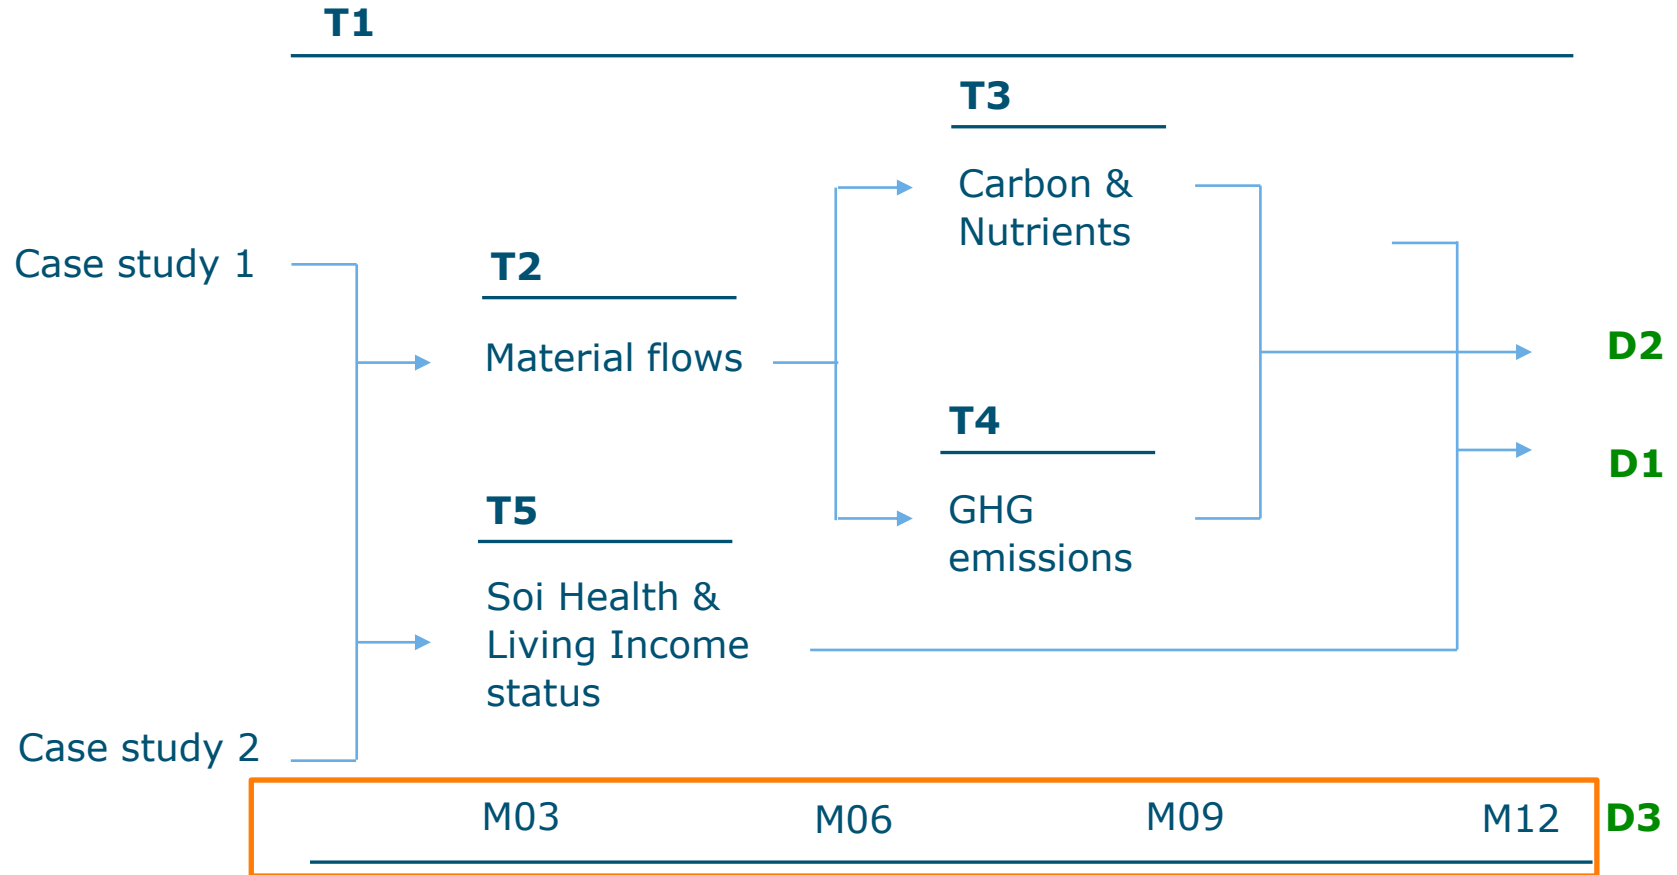 T1
T3
Carbon &
Nutrients
Case study 1
T2
Material flows
D2
T4
D1
GHG
emissions
T5
Soi Health &
Living Income
status
Case study 2
M03
M06
M09
M12
D3